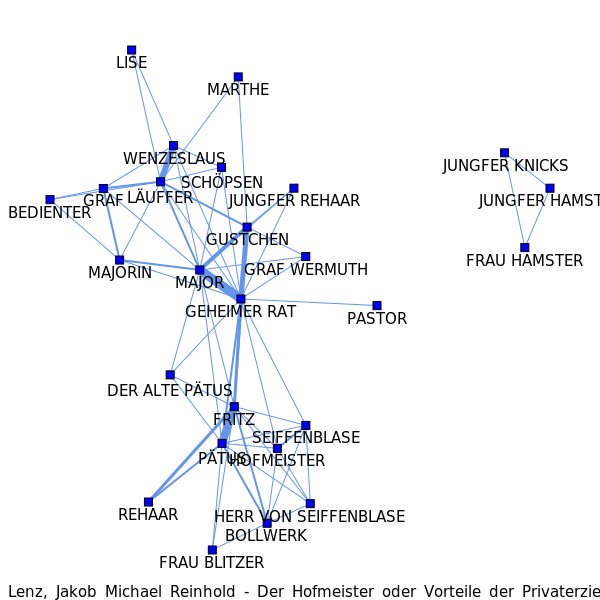 LISE
MARTHE
WENZESLAUS
JUNGFER KNICKS
SCHÖPSEN
LÄUFFER
GRAF
JUNGFER REHAAR
JUNGFER HAMST
BEDIENTER
GUSTCHEN
FRAU HAMSTER
GRAF WERMUTH
MAJORIN
MAJOR
GEHEIMER RAT
PASTOR
DER ALTE PÄTUS
FRITZ
SEIFFENBLASE
PÄTUS
HOFMEISTER
REHAAR
HERR VON SEIFFENBLASE
BOLLWERK
FRAU BLITZER
Lenz, Jakob Michael Reinhold - Der Hofmeister oder Vorteile der Privaterzie